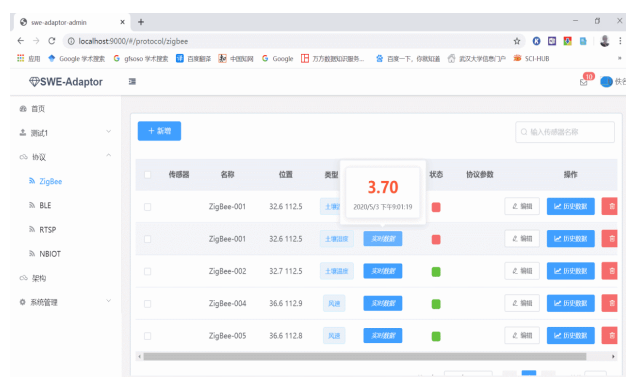 swe-adaptor-admin
localhost:9000/#/protocol/zigbee
应用 Google 学术搜索 glsoso 学术搜索 百度翻译 中国知网 Google 万方数据知识服务... 百度一下，你就知道 武汉大学信息门户 SCI-HUB »
SWE-Adaptor
10
首页
测试1
协议
ZigBee
BLE
RTSP
NBIOT
架构
系统管理
+ 新增
输入传感器名称
传感器 名称 位置 类型 状态 协议参数 操作
3.70
2020/5/3 下午9:01:19
ZigBee-001 32.6 112.5 编辑 历史数据
ZigBee-001 32.6 112.5 土壤温度 实时数据 编辑 历史数据
ZigBee-002 32.7 112.5 土壤温度 实时数据 编辑 历史数据
ZigBee-004 36.6 112.9 风速 实时数据 编辑 历史数据
ZigBee-005 36.6 112.8 风速 实时数据 编辑 历史数据